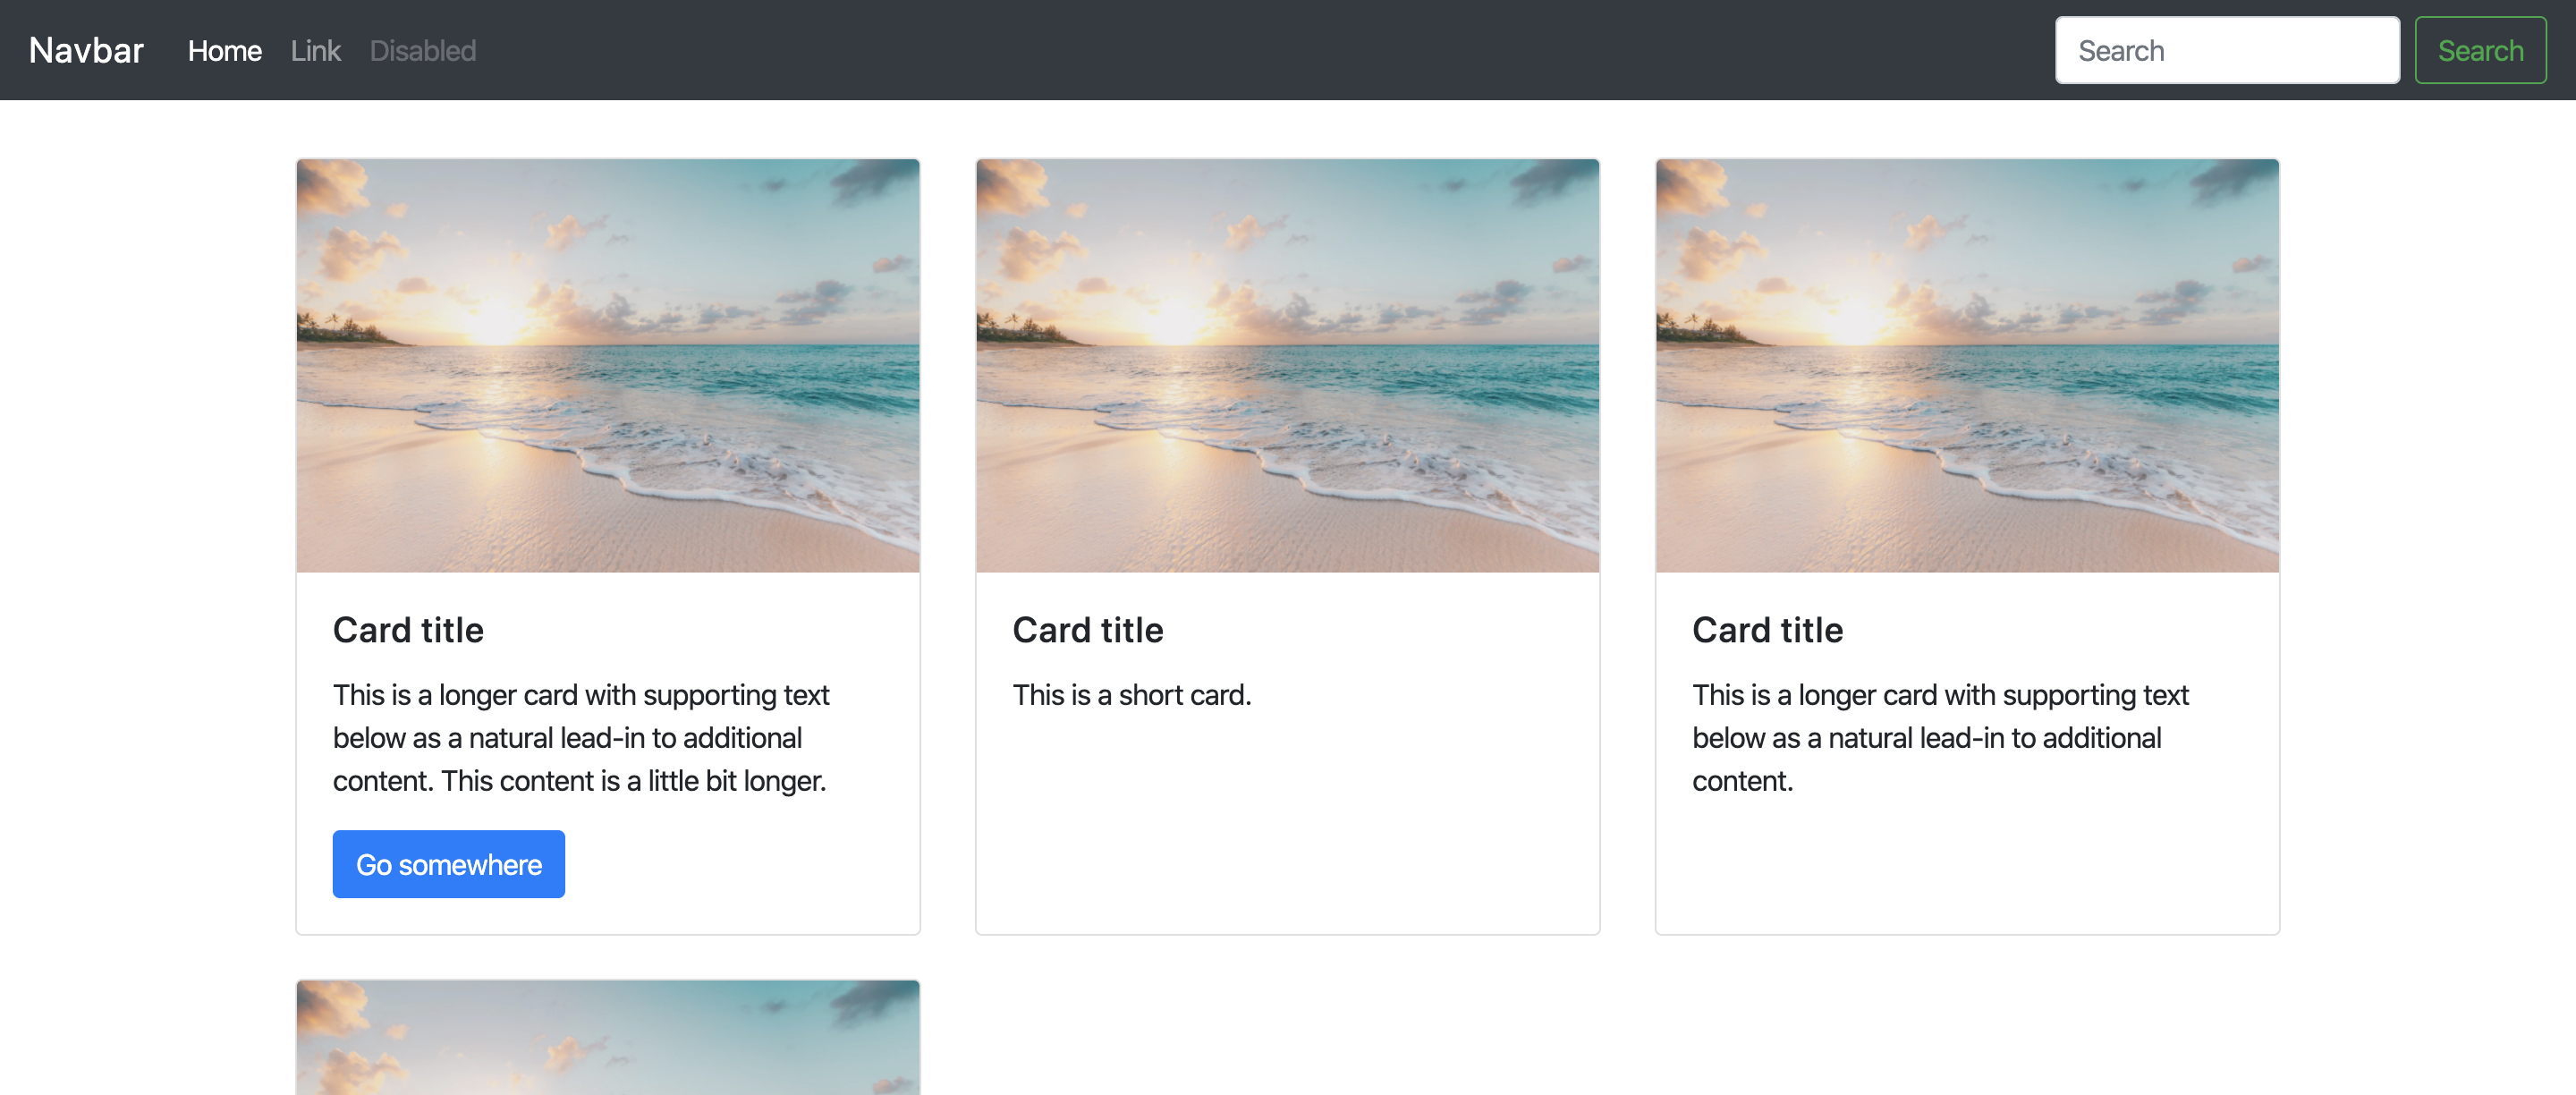 Navbar Home Link Disabled Search Search
Card title
This is a longer card with supporting text
below as a natural lead-in to additional
content. This content is a little bit longer.
Go somewhere
Card title
This is a short card.
Card title
This is a longer card with supporting text
below as a natural lead-in to additional
content.